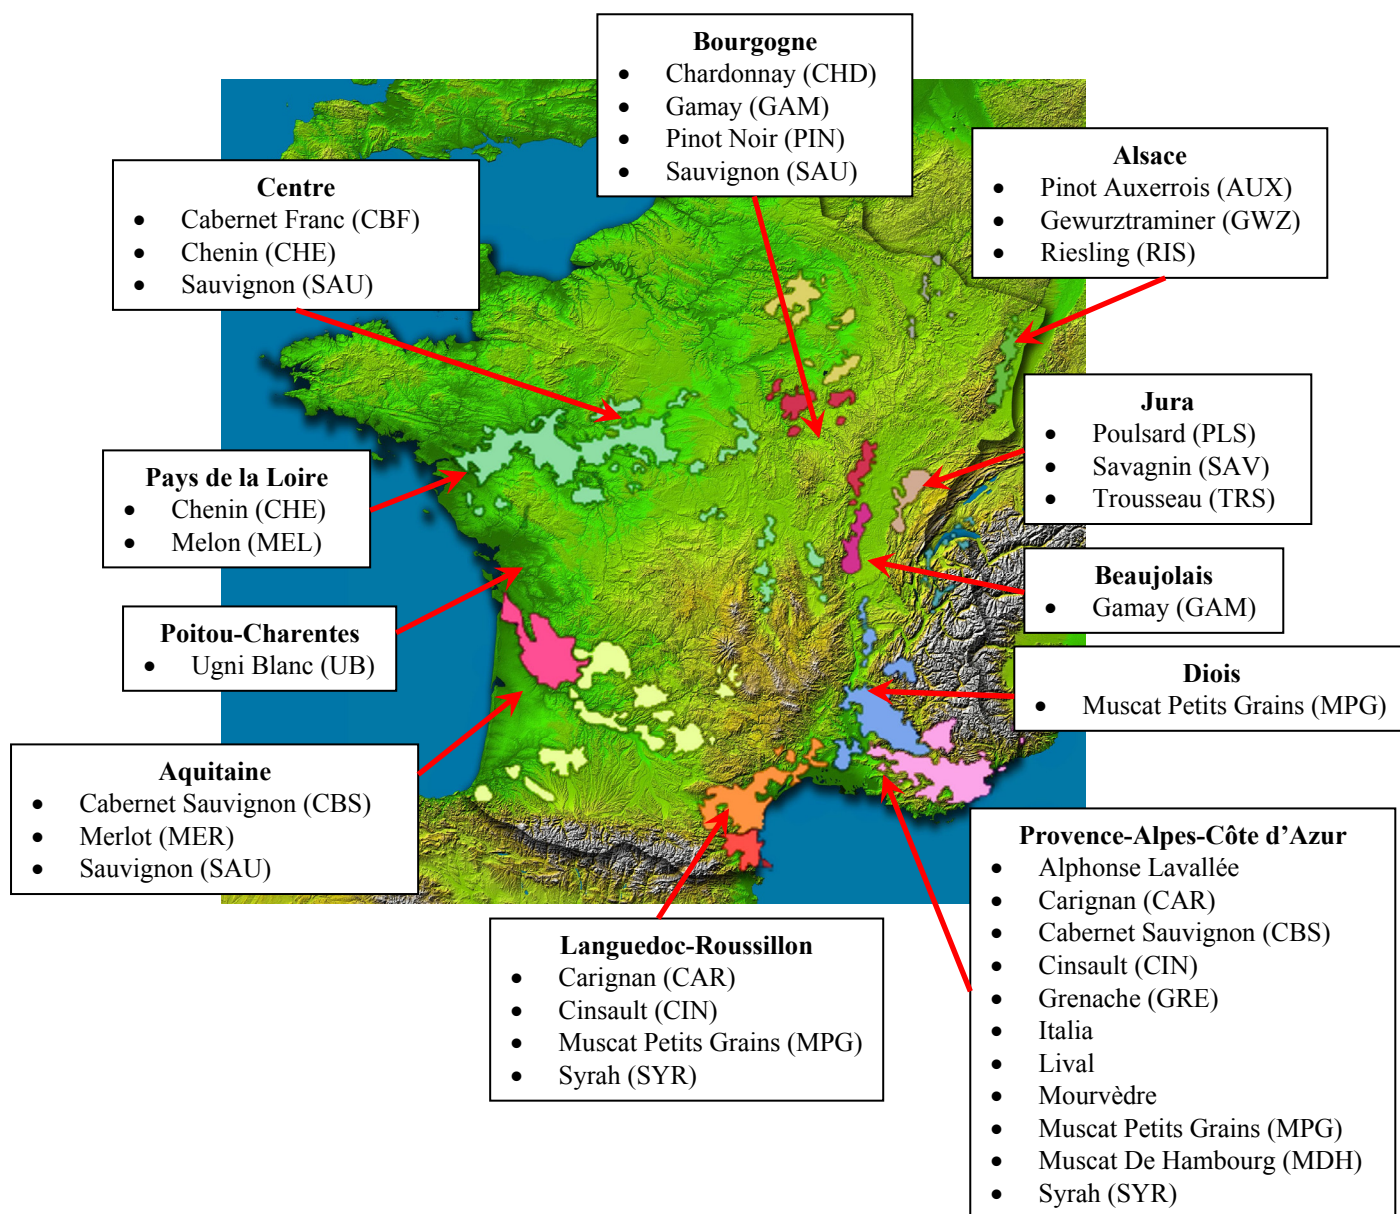 Bourgogne
• Chardonnay (CHD)
• Gamay (GAM)
• Pinot Noir (PIN)
• Sauvignon (SAU)
Alsace
• Pinot Auxerrois (AUX)
• Gewurztraminer (GWZ)
• Riesling (RIS)
Centre
• Cabernet Franc (CBF)
• Chenin (CHE)
• Sauvignon (SAU)
Jura
• Poulsard (PLS)
• Savagnin (SAV)
• Trousseau (TRS)
Pays de la Loire
• Chenin (CHE)
• Melon (MEL)
Beaujolais
• Gamay (GAM)
Poitou-Charentes
• Ugni Blanc (UB)
Diois
• Muscat Petits Grains (MPG)
Aquitaine
• Cabernet Sauvignon (CBS)
• Merlot (MER)
• Sauvignon (SAU)
Provence-Alpes-Côte d’Azur
• Alphonse Lavallée
• Carignan (CAR)
• Cabernet Sauvignon (CBS)
• Cinsault (CIN)
• Grenache (GRE)
• Italia
• Lival
• Mourvèdre
• Muscat Petits Grains (MPG)
• Muscat De Hambourg (MDH)
• Syrah (SYR)
Languedoc-Roussillon
• Carignan (CAR)
• Cinsault (CIN)
• Muscat Petits Grains (MPG)
• Syrah (SYR)